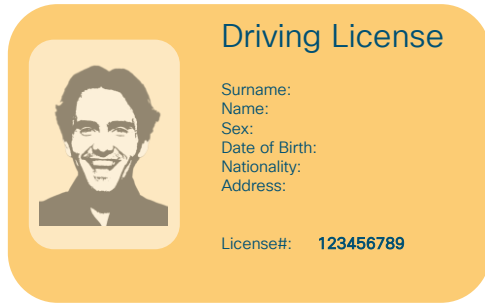 Driving License
Surname:
Name:
Sex:
Date of Birth:
Nationality:
Address:
License#: 123456789